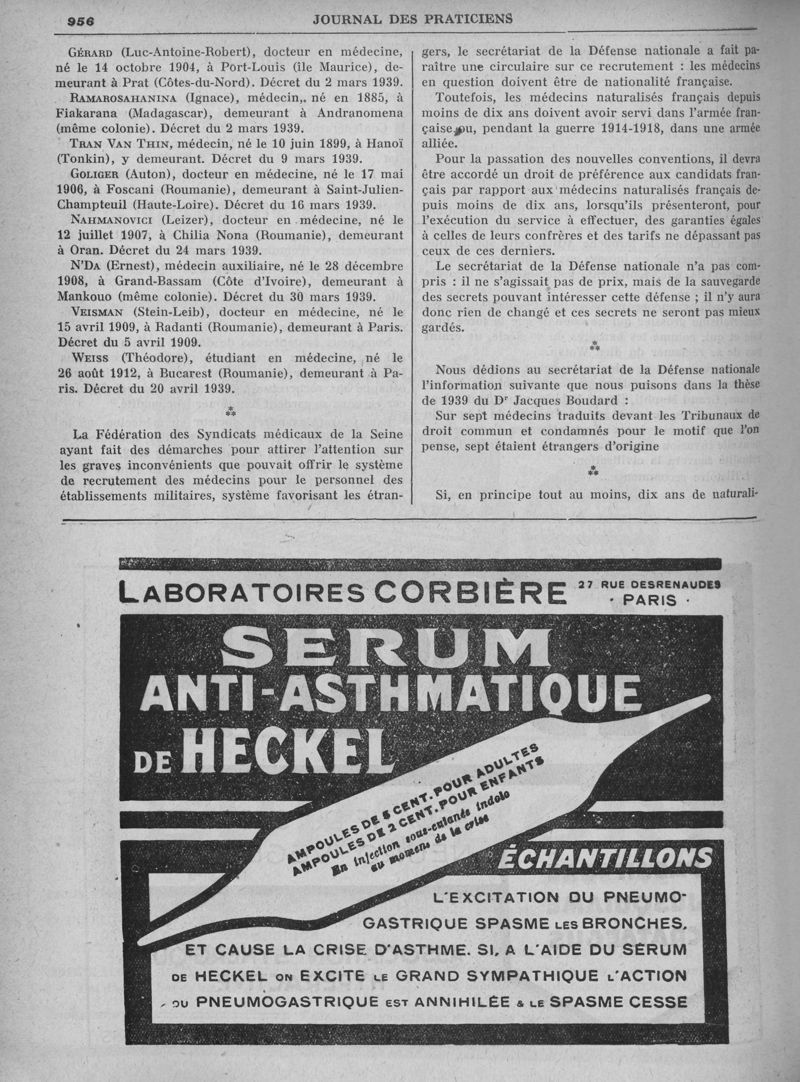 956
JOURNAL DES PRATICIENS
GÉRARD (Luc-Antoine-Robert), docteur en médecine,
né le 14 octobre 1904, à Port-Louis (île Maurice), de-
meurant à Prat (Côtes-du-Nord). Décret du 2 mars 1939.
RAMAROSAHANINA (Ignace), médecin,. né en 1885, à
Fiakarana (Madagascar), demeurant à Andranomena
(même colonie). Décret du 2 mars 1939.
TRAN VAN THIN, médecin, né le 10 juin 1899, à Hanoï
(Tonkin), y demeurant. Décret du 9 mars 1939.
GOLIGER (Auton), docteur en médecine, né le 17 mai
1906, à Foscani (Roumanie), demeurant à Saint-Julien-
Champteuil (Haute-Loire). Décret du 16 mars 1939.
NAHMANOVICI (Leizer), docteur en médecine, né le
12 juillet 1907, à Chilia Nona (Roumanie), demeurant
à Oran. Décret du 24 mars 1939.
N'DA (Ernest), médecin auxiliaire, né le 28 décembre
1908, à Grand-Bassam (Côte d'Ivoire), demeurant à
Mankouo (même colonie). Décret du 30 mars 1939.
VEISMAN (Stein-Leib), docteur en médecine, né le
15 avril 1909, à Radanti (Roumanie), demeurant à Paris.
Décret du 5 avril 1909.
WEISS (Théodore), étudiant en médecine, né le
26 août 1912, à Bucarest (Roumanie), demeurant à Pa-
ris. Décret du 20 avril 1939.
***
La Fédération des Syndicats médicaux de la Seine
ayant fait des démarches pour attirer l'attention sur
les graves inconvénients que pouvait offrir le système
de recrutement des médecins pour le personnel des
établissements militaires, système favorisant les étran-
gers, le secrétariat de la Défense nationale a fait pa-
raître une circulaire sur ce recrutement : les médecins
en question doivent être de nationalité française.
Toutefois, les médecins naturalisés français depuis
moins de dix ans doivent avoir servi dans l'armée fran-
çaise ou, pendant la guerre 1914-1918, dans une armée
alliée.
Pour la passation des nouvelles conventions, il devra
être accordé un droit de préférence aux candidats fran-
çais par rapport aux médecins naturalisés français de-
puis moins de dix ans, lorsqu'ils présenteront, pour
l'exécution du service à effectuer, des garanties égales
à celles de leurs confrères et des tarifs ne dépassant pas
ceux de ces derniers.
Le secrétariat de la Défense nationale n'a pas com-
pris : il ne s'agissait pas de prix, mais de la sauvegarde
des secrets pouvant intéresser cette défense ; il n'y aura
donc rien de changé et ces secrets ne seront pas mieux
gardés.
***
Nous dédions au secrétariat de la Défense nationale
l'information suivante que nous puisons dans la thèse
de 1939 du Dr Jacques Boudard :
Sur sept médecins traduits devant les Tribunaux de
droit commun et condamnés pour le motif que l'on
pense, sept étaient étrangers d'origine
***
Si, en principe tout au moins, dix ans de naturali-
LABORATOIRES CORBIÈRE
27 RUE DESRENAUDES
· PARIS ·
SERUM
ANTI-ASTHMATIQUE
DE HECKEL
AMPOULES DE 5 CENT. POUR ADULTES
AMPOULES DE 2 CENT. POUR ENFANTS
En injection sous-cutanée indolo
au moment de la crise
ÉCHANTILLONS
L'EXCITATION DU PNEUMO-
GASTRIQUE SPASME LES BRONCHES,
ET CAUSE LA CRISE D'ASTHME. SI, A L'AIDE DU SÉRUM
DE HECKEL ON EXCITE LE GRAND SYMPATHIQUE L'ACTION
DU PNEUMOGASTRIQUE EST ANNIHILÉE & LE SPASME CESSE